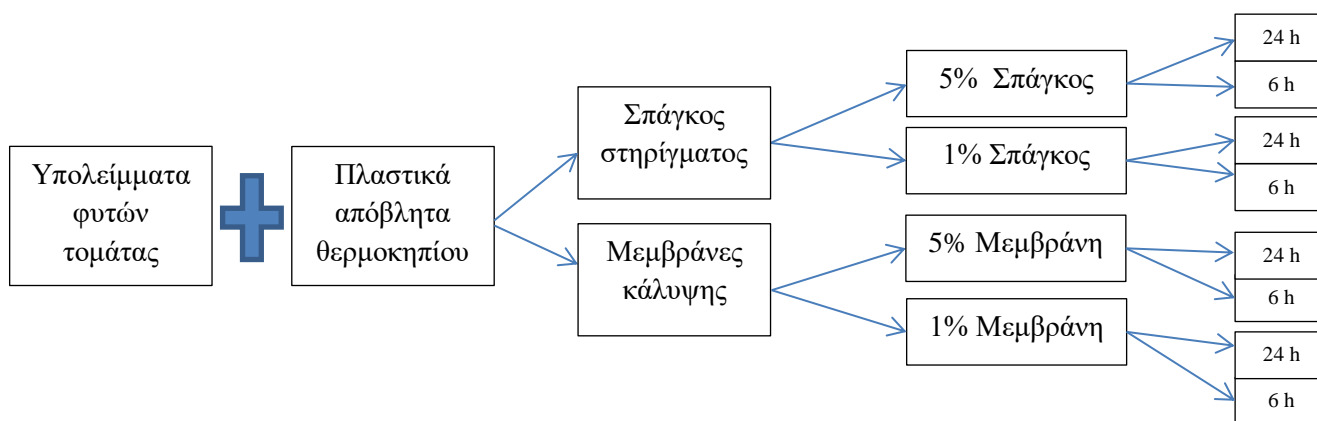 Υπολείμματα
φυτών
τομάτας
Πλαστικά
απόβλητα
θερμοκηπίου
Σπάγκος
στηρίγματος
Μεμβράνες
κάλυψης
5% Σπάγκος
1% Σπάγκος
5% Μεμβράνη
1% Μεμβράνη
24 h
6 h
24 h
6 h
24 h
6 h
24 h
6 h